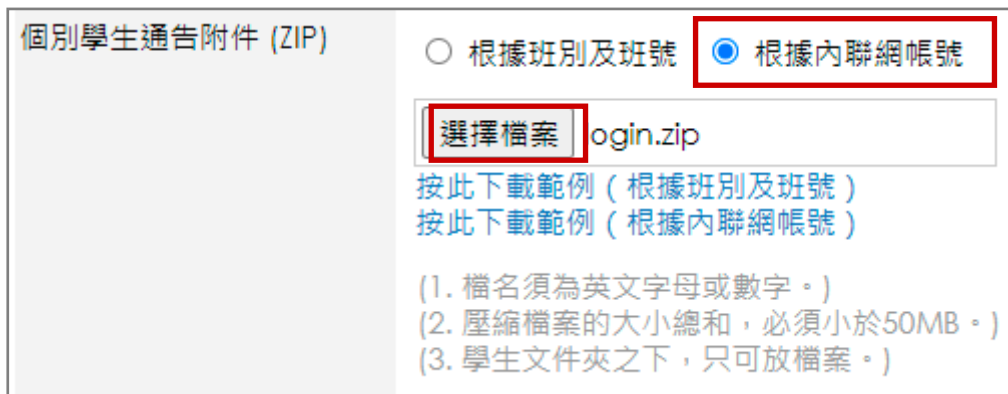 個別學生通告附件 (ZIP)
根據班別及班號 根據內聯網帳號
選擇檔案 ogin.zip
按此下載範例（根據班別及班號）
按此下載範例（根據內聯網帳號）
(1. 檔名須為英文字母或數字。)
(2. 壓縮檔案的大小總和，必須小於50MB。)
(3. 學生文件夾之下，只可放檔案。)